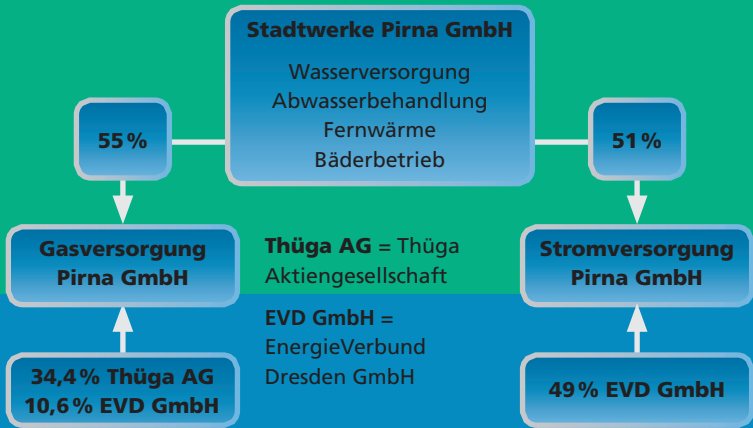 Stadtwerke Pirna GmbH
Wasserversorgung
Abwasserbehandlung
Fernwärme
Bäderbetrieb
55 %
51 %
Gasversorgung
Pirna GmbH
Thüga AG = Thüga
Aktiengesellschaft
Stromversorgung
Pirna GmbH
EVD GmbH =
EnergieVerbund
Dresden GmbH
34,4 % Thüga AG
10,6 % EVD GmbH
49 % EVD GmbH